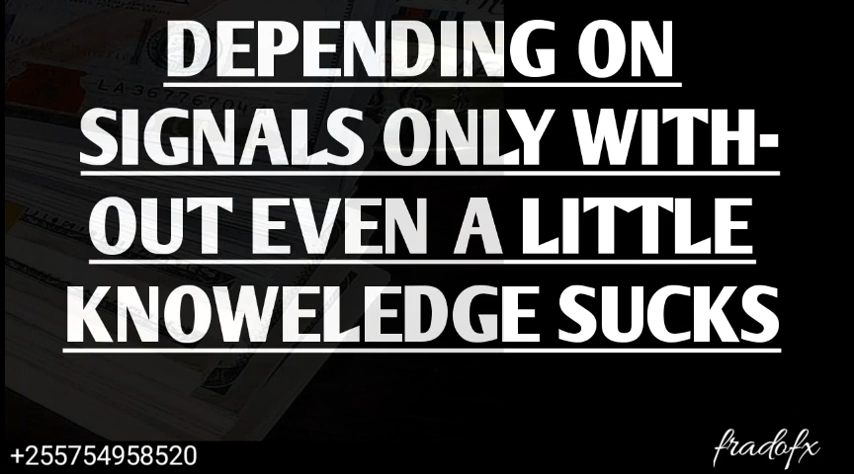 DEPENDING ON
SIGNALS ONLY WITH-
OUT EVEN A LITTLE
KNOWELEDGE SUCKS
+255754958520
fradofx